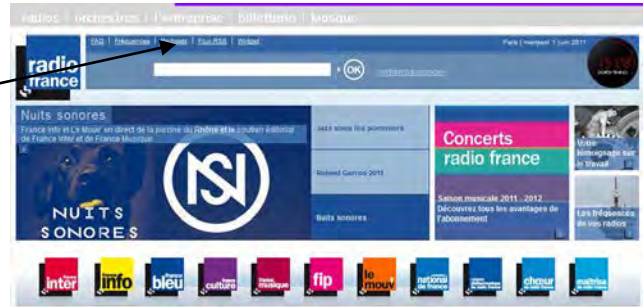 radios | orchestres | l'entreprise | billetterie | kiosque
FAQ | Fréquences | Podcasts | Flux RSS | Widget
Paris | mercredi 1 juin 2011
radio france
OK
Nuits sonores
France Info et Le Mouv' en direct de la piscine du Rhône et le soutien éditorial
de France Inter et de France Musique.
NUITS
SONORES
NS
Jazz sous les pommiers
Roland Garros 2011
Nuits sonores
Concerts
radio france
Saison musicale 2011 - 2012
Découvrez tous les avantages de
l'abonnement
Votre
témoignage sur
le travail
Les fréquences
de vos radios
france inter
france info
france bleu
france culture
france musique
fip
le mouv'
orchestre national de france
chœur
maîtrise